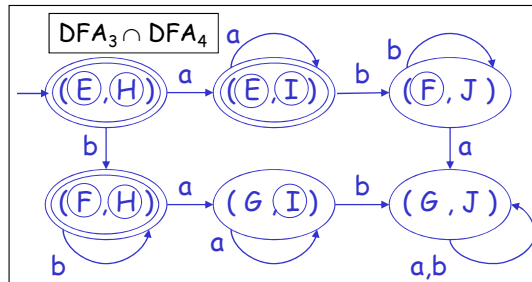 DFA₃ ∩ DFA₄
a
b
(E,H) a (E,I) b (F,J)
b
a
(F,H) a (G,I) b (G,J)
b
a
a,b